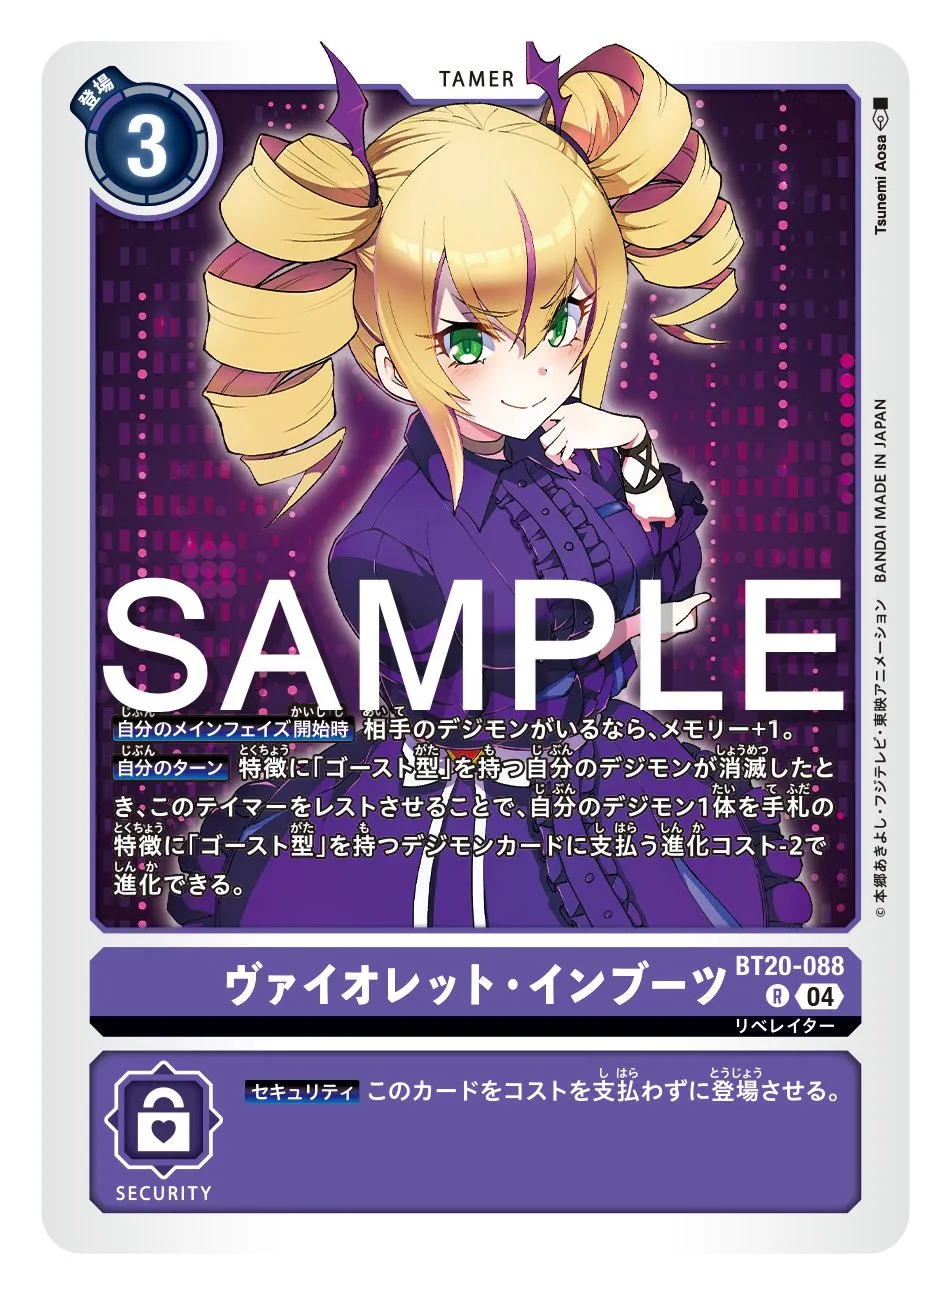 TAMER
登場
3
Tsunemi Aosa
SAMPLE
自分のメインフェイズ開始時 相手のデジモンがいるなら、メモリー+1。
自分のターン 特徴に「ゴースト型」を持つ自分のデジモンが消滅したと
き、このテイマーをレストさせることで、自分のデジモン1体を手札の
特徴に「ゴースト型」を持つデジモンカードに支払う進化コスト-2で
進化できる。
©本郷あきよし・フジテレビ・東映アニメーション BANDAI MADE IN JAPAN
ヴァイオレット・インブーツ
BT20-088
R 04
リベレイター
セキュリティ このカードをコストを支払わずに登場させる。
SECURITY